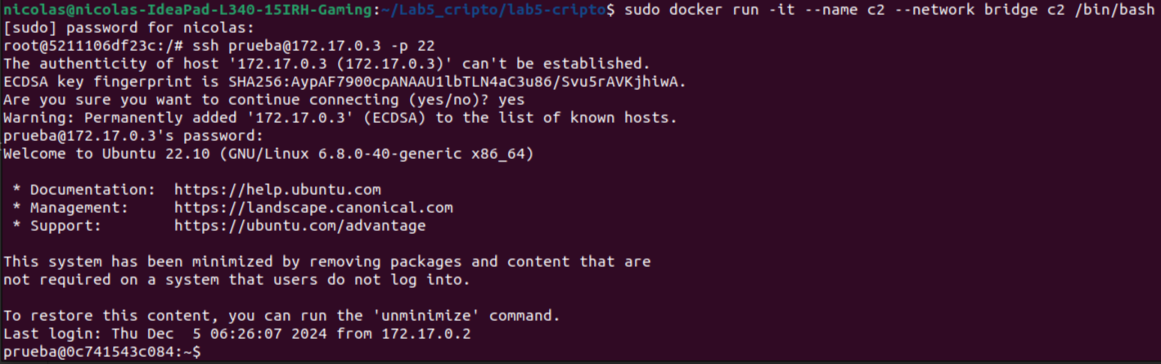 nicolas@nicolas-IdeaPad-L340-15IRH-Gaming:~/Lab5_cripto/lab5-cripto$ sudo docker run -it --name c2 --network bridge c2 /bin/bash
[sudo] password for nicolas:
root@5211106df23c:/# ssh prueba@172.17.0.3 -p 22
The authenticity of host '172.17.0.3 (172.17.0.3)' can't be established.
ECDSA key fingerprint is SHA256:AypAF7900cpANAAU1lbTLN4aC3u86/Svu5rAVKjhiwA.
Are you sure you want to continue connecting (yes/no)? yes
Warning: Permanently added '172.17.0.3' (ECDSA) to the list of known hosts.
prueba@172.17.0.3's password:
Welcome to Ubuntu 22.10 (GNU/Linux 6.8.0-40-generic x86_64)

 * Documentation:  https://help.ubuntu.com
 * Management:     https://landscape.canonical.com
 * Support:        https://ubuntu.com/advantage

This system has been minimized by removing packages and content that are
not required on a system that users do not log into.

To restore this content, you can run the 'unminimize' command.
Last login: Thu Dec  5 06:26:07 2024 from 172.17.0.2
prueba@0c741543c084:~$